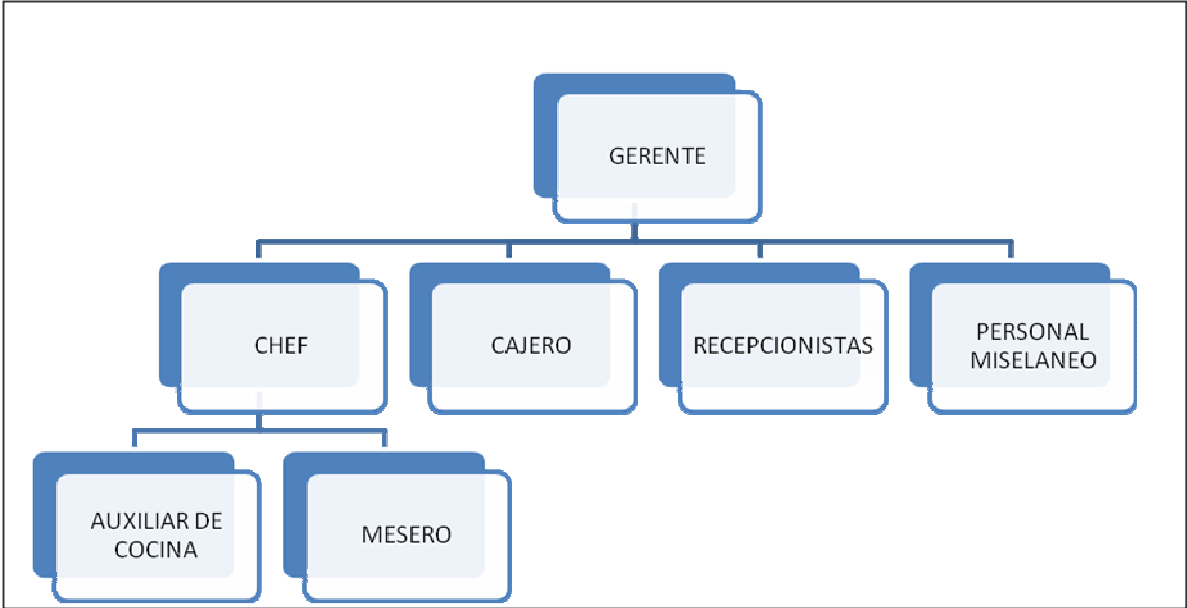 GERENTE
CHEF
CAJERO
RECEPCIONISTAS
PERSONAL
MISELANEO
AUXILIAR DE
COCINA
MESERO